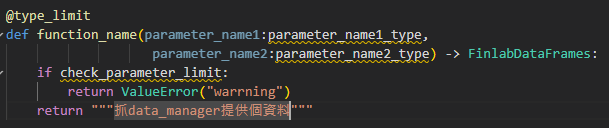 @type_limit
def function_name(parameter_name1:parameter_name1_type,
parameter_name2:parameter_name2_type) -> FinlabDataFrames:
if check_parameter_limit:
return ValueError("warrning")
return """抓data_manager提供個資料"""